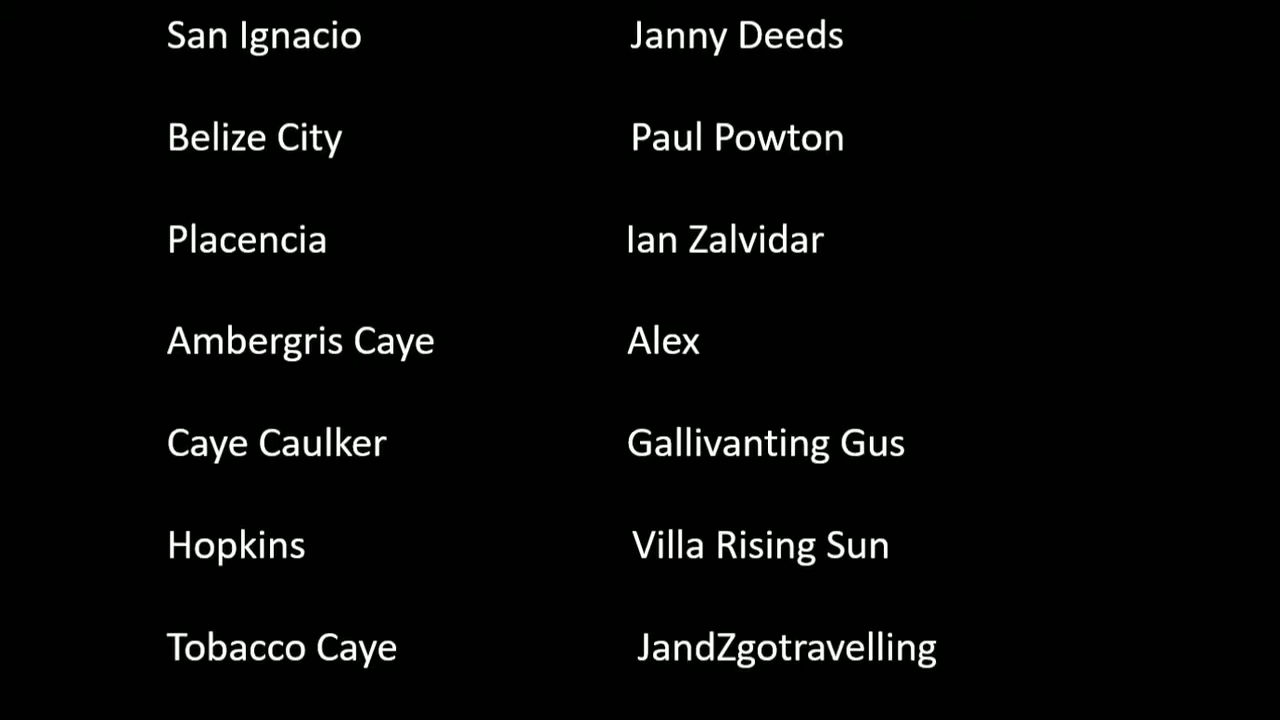 San Ignacio Janny Deeds
Belize City Paul Powton
Placencia Ian Zalvidar
Ambergris Caye Alex
Caye Caulker Gallivanting Gus
Hopkins Villa Rising Sun
Tobacco Caye JandZgotravelling